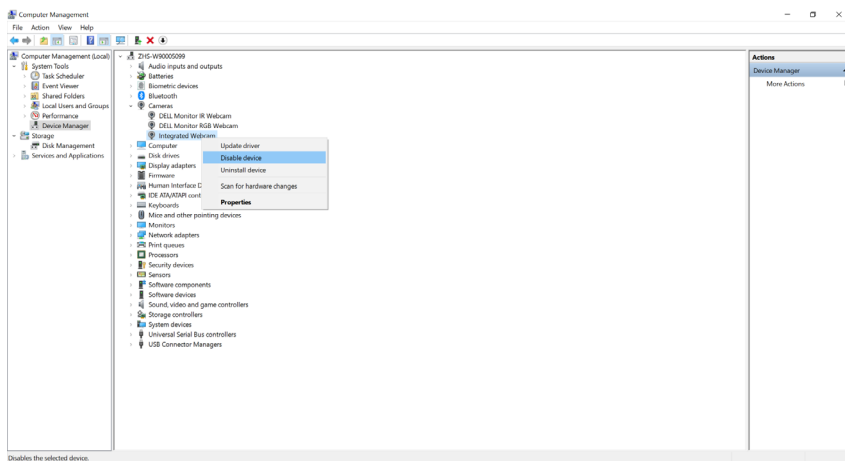 Computer Management
File Action View Help
Computer Management (Local)
System Tools
Task Scheduler
Event Viewer
Shared Folders
Local Users and Groups
Performance
Device Manager
Storage
Disk Management
Services and Applications
ZHS-W90005099
Audio inputs and outputs
Batteries
Biometric devices
Bluetooth
Cameras
DELL Monitor IR Webcam
DELL Monitor RGB Webcam
Integrated Webcam
Computer
Disk drives
Display adapters
Firmware
Human Interface D
IDE ATA/ATAPI cont
Keyboards
Mice and other pointing devices
Monitors
Network adapters
Print queues
Processors
Security devices
Sensors
Software components
Software devices
Sound, video and game controllers
Storage controllers
System devices
Universal Serial Bus controllers
USB Connector Managers
Update driver
Disable device
Uninstall device
Scan for hardware changes
Properties
Actions
Device Manager
More Actions
Disables the selected device.